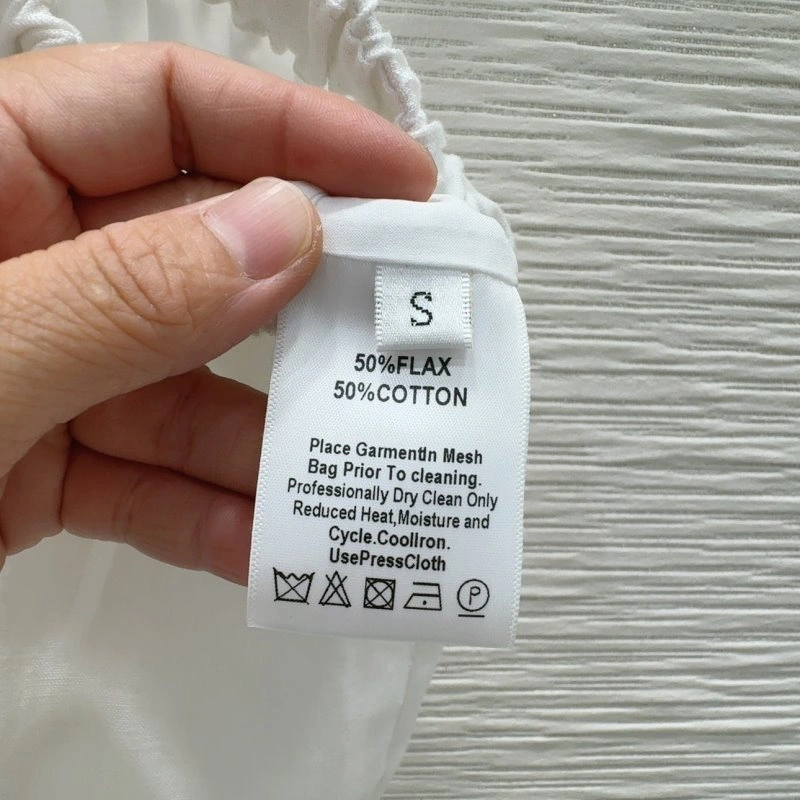 S
50%FLAX
50%COTTON
Place GarmentIn Mesh
Bag Prior To cleaning.
Professionally Dry Clean Only
Reduced Heat,Moisture and
Cycle.CoolIron.
UsePressCloth
P